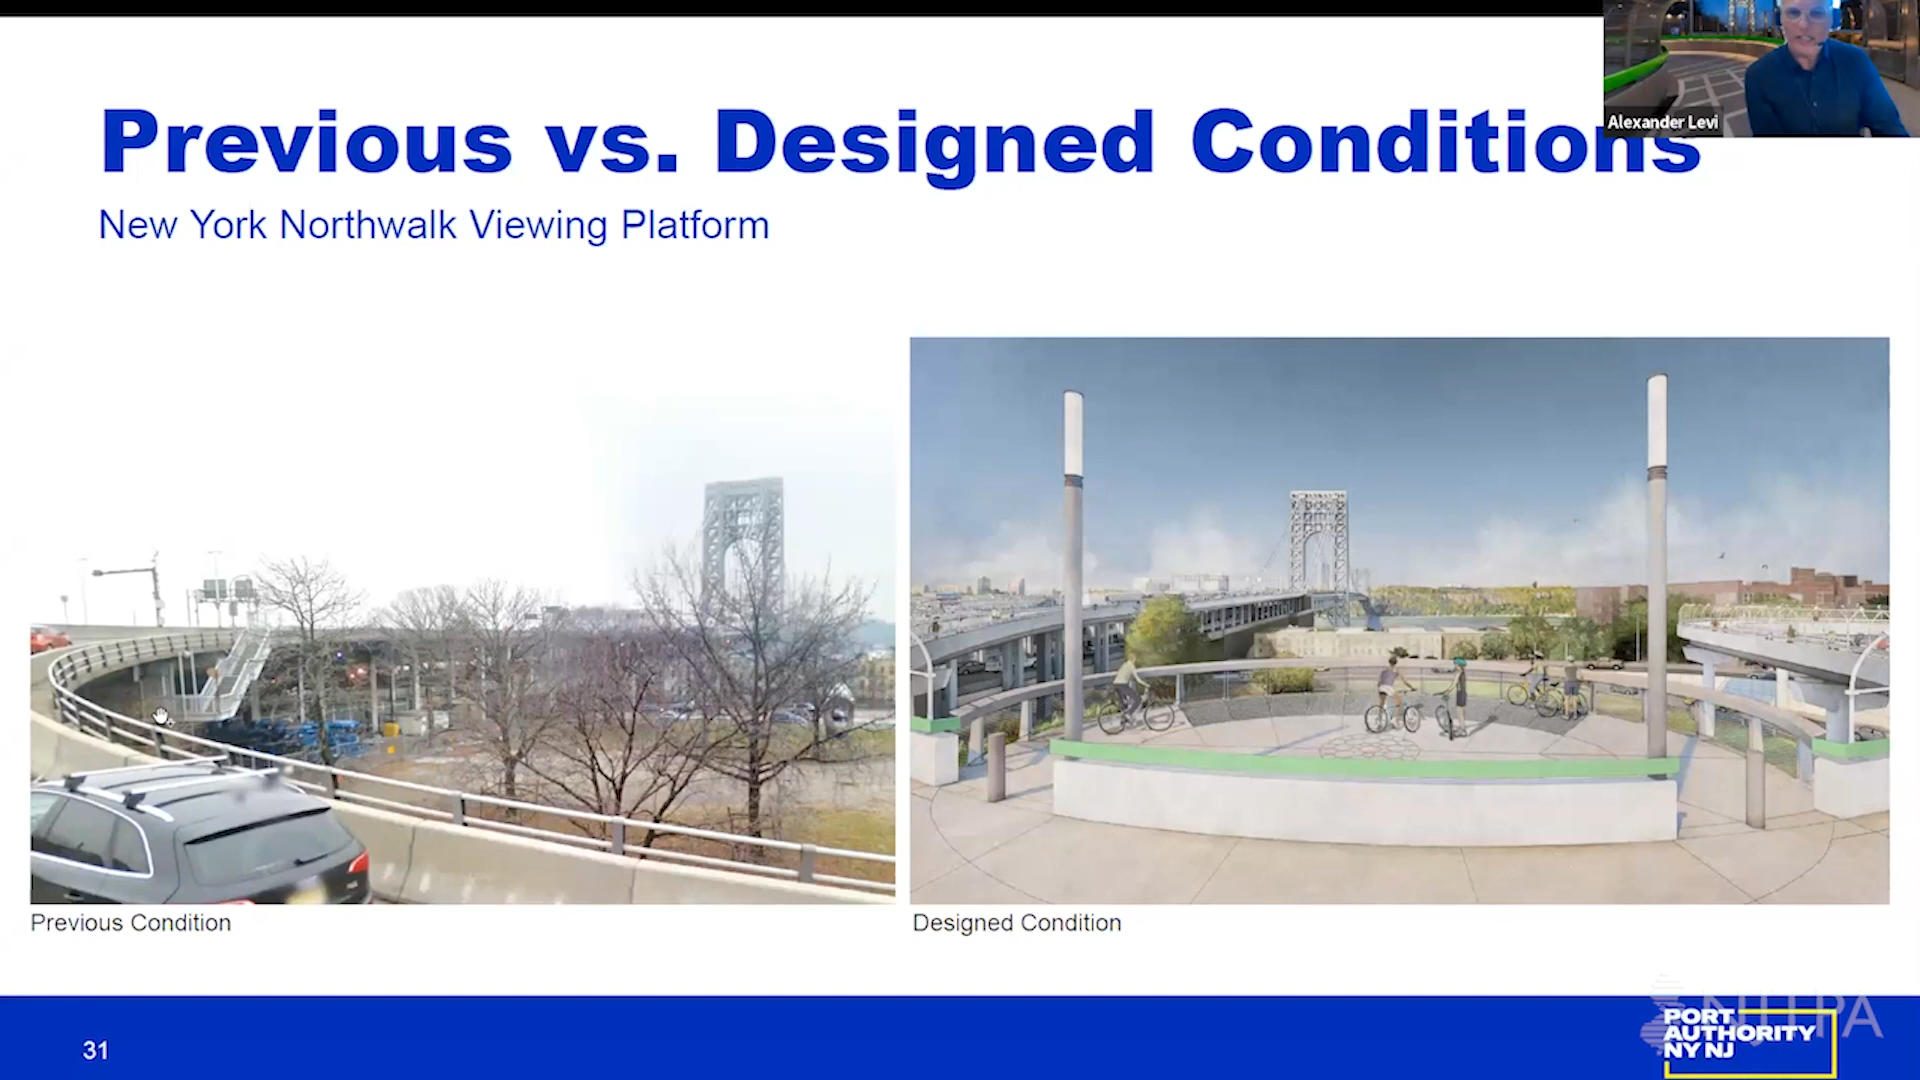 Alexander Levi
Previous vs. Designed Conditions
New York Northwalk Viewing Platform
Previous Condition
Designed Condition
31
NJTPA
PORT
AUTHORITY
NY NJ